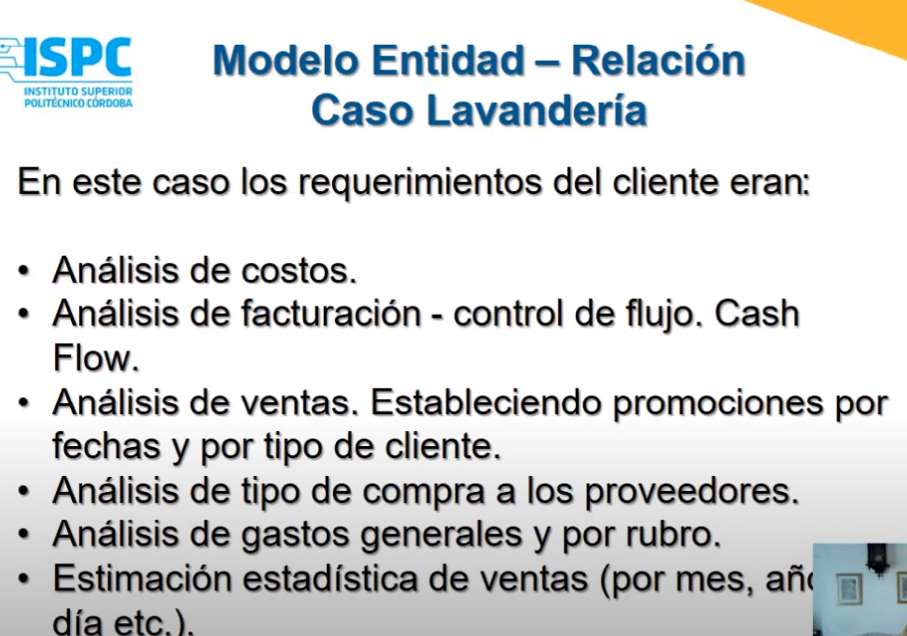 ISPC
INSTITUTO SUPERIOR
POLITÉCNICO CÓRDOBA
Modelo Entidad – Relación
Caso Lavandería
En este caso los requerimientos del cliente eran:
• Análisis de costos.
• Análisis de facturación - control de flujo. Cash
Flow.
• Análisis de ventas. Estableciendo promociones por
fechas y por tipo de cliente.
• Análisis de tipo de compra a los proveedores.
• Análisis de gastos generales y por rubro.
• Estimación estadística de ventas (por mes, año
día etc.).